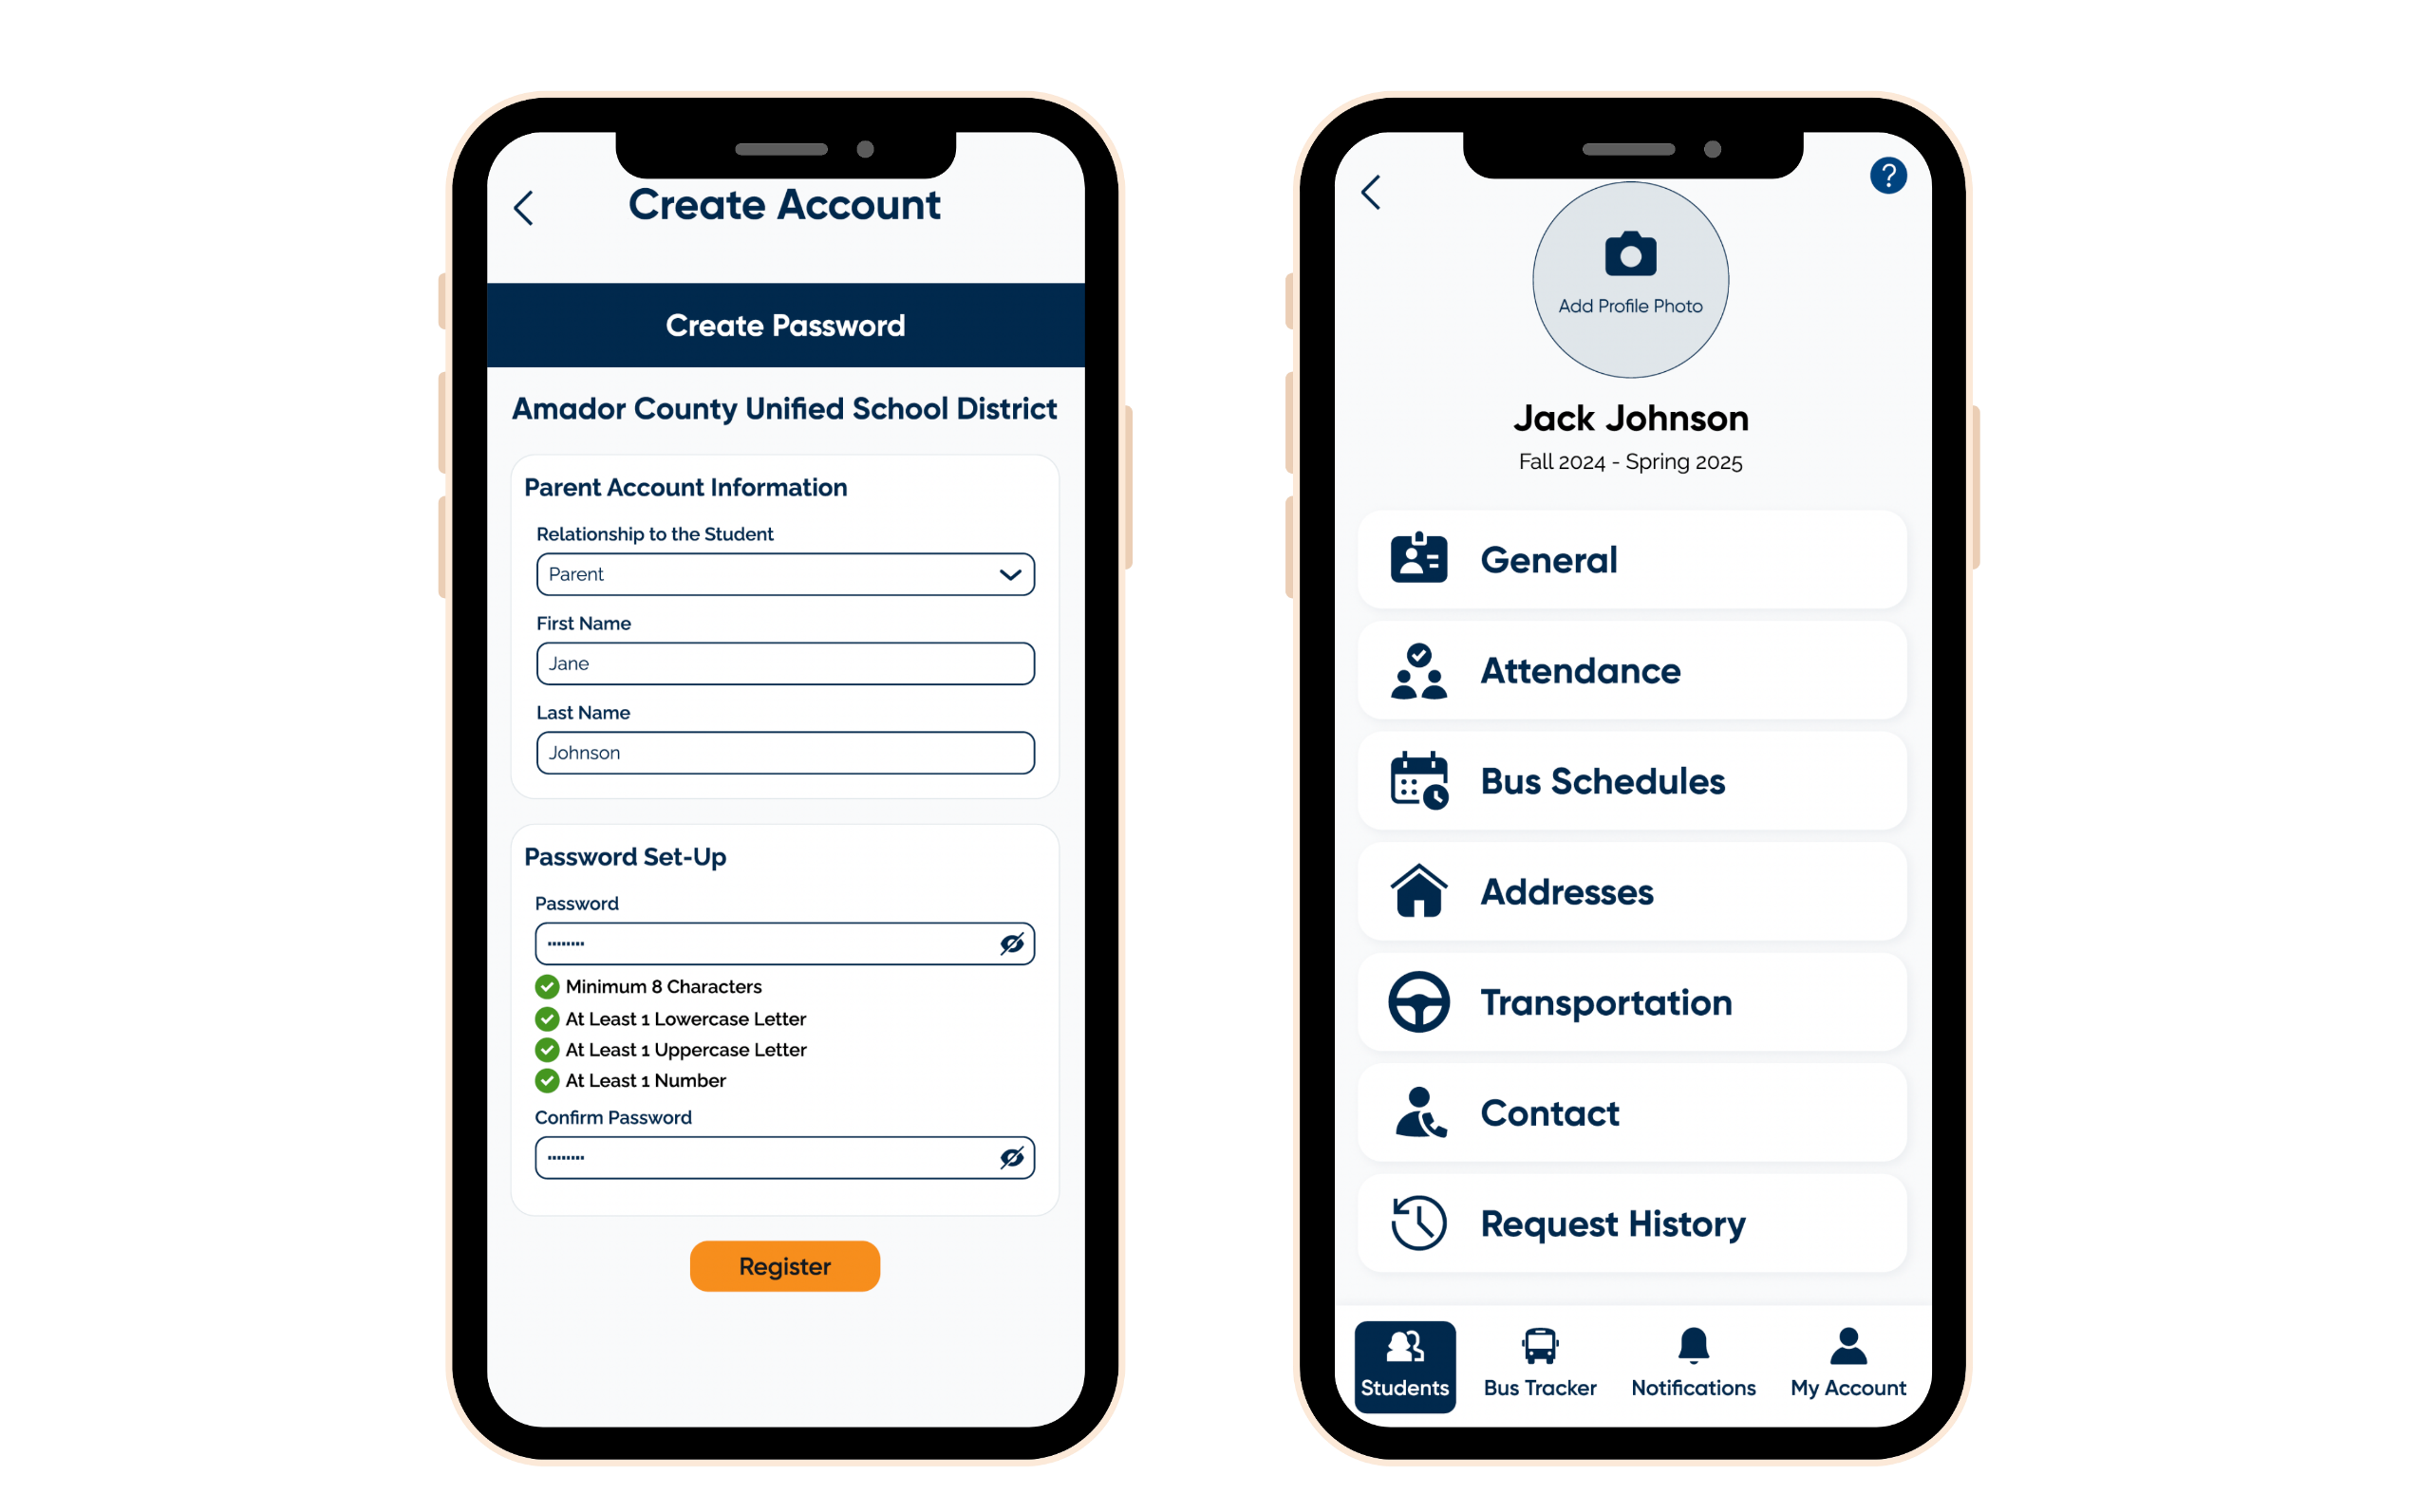 Create Account
Create Password
Amador County Unified School District
Parent Account Information
Relationship to the Student
Parent
First Name
Jane
Last Name
Johnson
Password Set-Up
Password
········
Minimum 8 Characters
At Least 1 Lowercase Letter
At Least 1 Uppercase Letter
At Least 1 Number
Confirm Password
········
Register
?
Add Profile Photo
Jack Johnson
Fall 2024 - Spring 2025
General
Attendance
Bus Schedules
Addresses
Transportation
Contact
Request History
Students Bus Tracker Notifications My Account